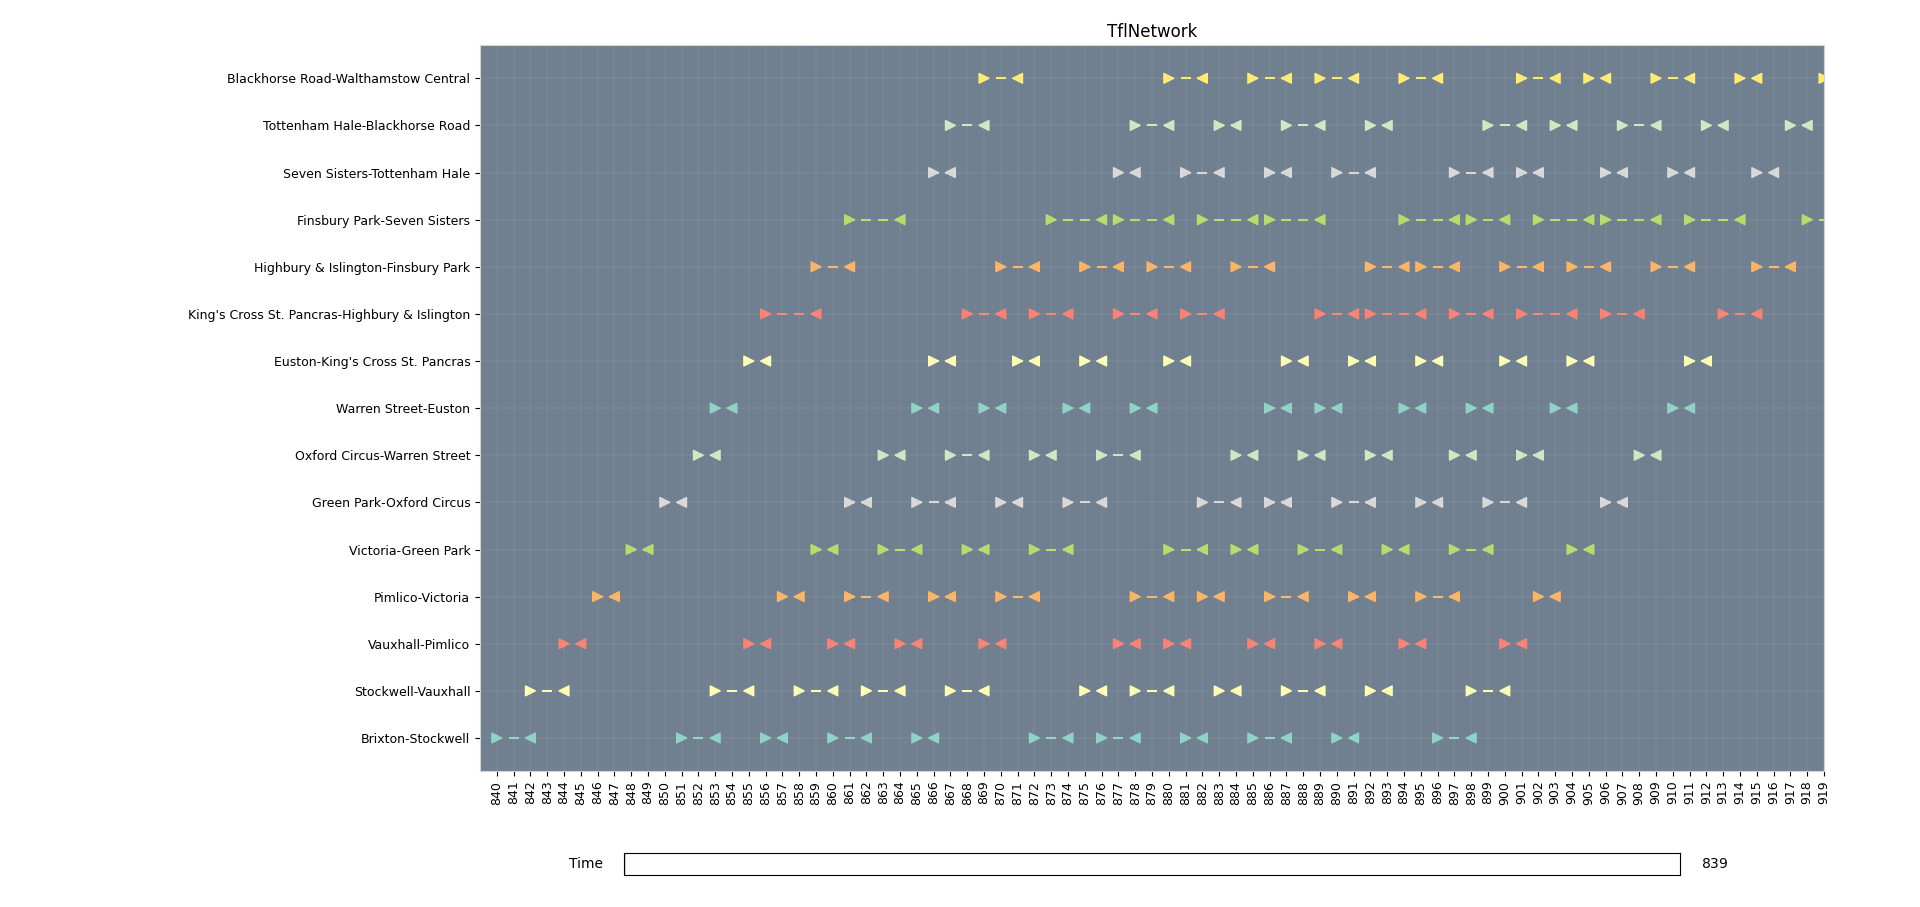 TflNetwork
Blackhorse Road-Walthamstow Central
Tottenham Hale-Blackhorse Road
Seven Sisters-Tottenham Hale
Finsbury Park-Seven Sisters
Highbury & Islington-Finsbury Park
King's Cross St. Pancras-Highbury & Islington
Euston-King's Cross St. Pancras
Warren Street-Euston
Oxford Circus-Warren Street
Green Park-Oxford Circus
Victoria-Green Park
Pimlico-Victoria
Vauxhall-Pimlico
Stockwell-Vauxhall
Brixton-Stockwell
840 841 842 843 844 845 846 847 848 849 850 851 852 853 854 855 856 857 858 859 860 861 862 863 864 865 866 867 868 869 870 871 872 873 874 875 876 877 878 879 880 881 882 883 884 885 886 887 888 889 890 891 892 893 894 895 896 897 898 899 900 901 902 903 904 905 906 907 908 909 910 911 912 913 914 915 916 917 918 919
Time 839